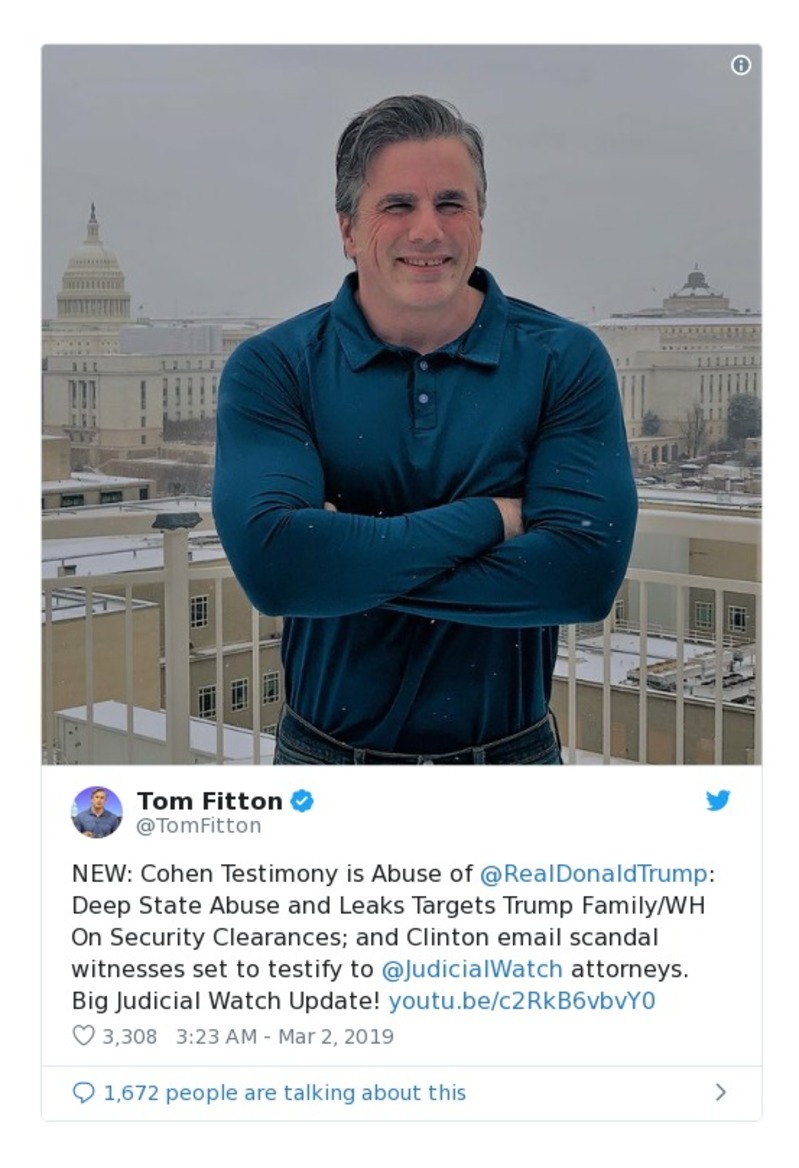 Tom Fitton
@TomFitton
NEW: Cohen Testimony is Abuse of @RealDonaldTrump:
Deep State Abuse and Leaks Targets Trump Family/WH
On Security Clearances; and Clinton email scandal
witnesses set to testify to @JudicialWatch attorneys.
Big Judicial Watch Update! youtu.be/c2RkB6vbvY0
3,308 3:23 AM - Mar 2, 2019
1,672 people are talking about this